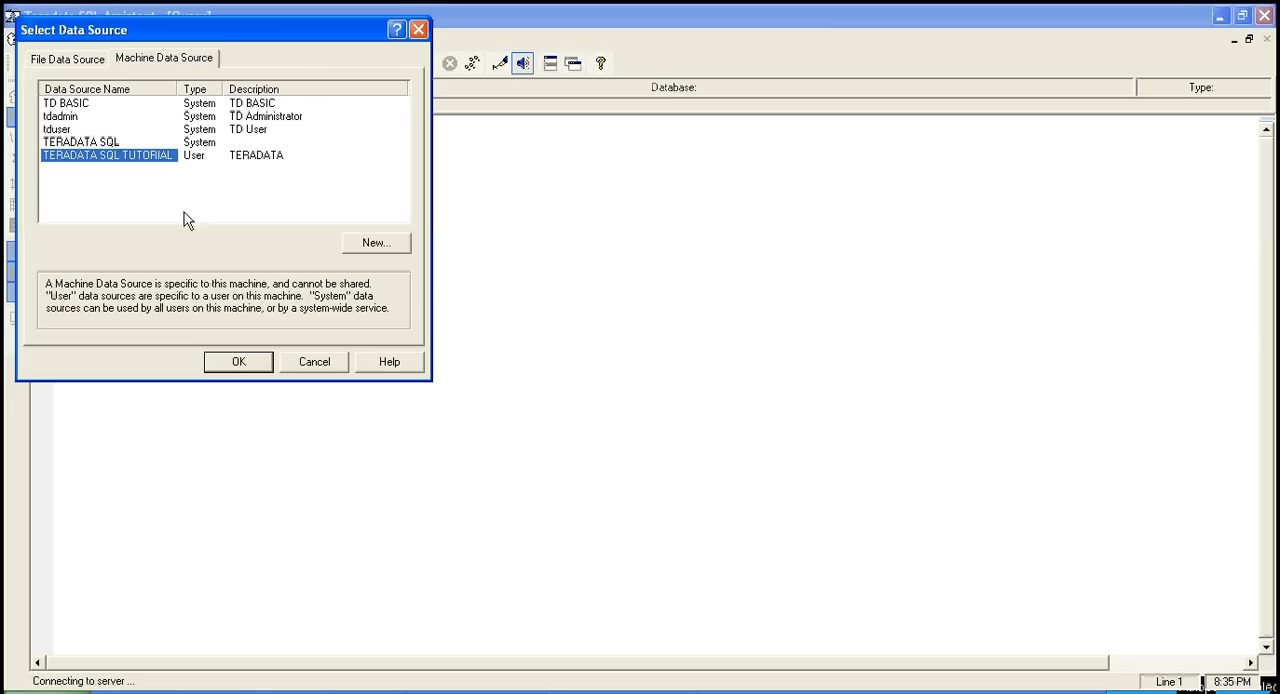 Teradata SQL Assistant - [Query]
Select Data Source
File Data Source Machine Data Source
Database: Type:
Data Source Name Type Description
TD BASIC System TD BASIC
tdadmin System TD Administrator
tduser System TD User
TERADATA SQL System
TERADATA SQL TUTORIAL User TERADATA
New...
A Machine Data Source is specific to this machine, and cannot be shared.
"User" data sources are specific to a user on this machine. "System" data
sources can be used by all users on this machine, or by a system-wide service.
OK Cancel Help
Connecting to server ... Line 1 8:35 PM